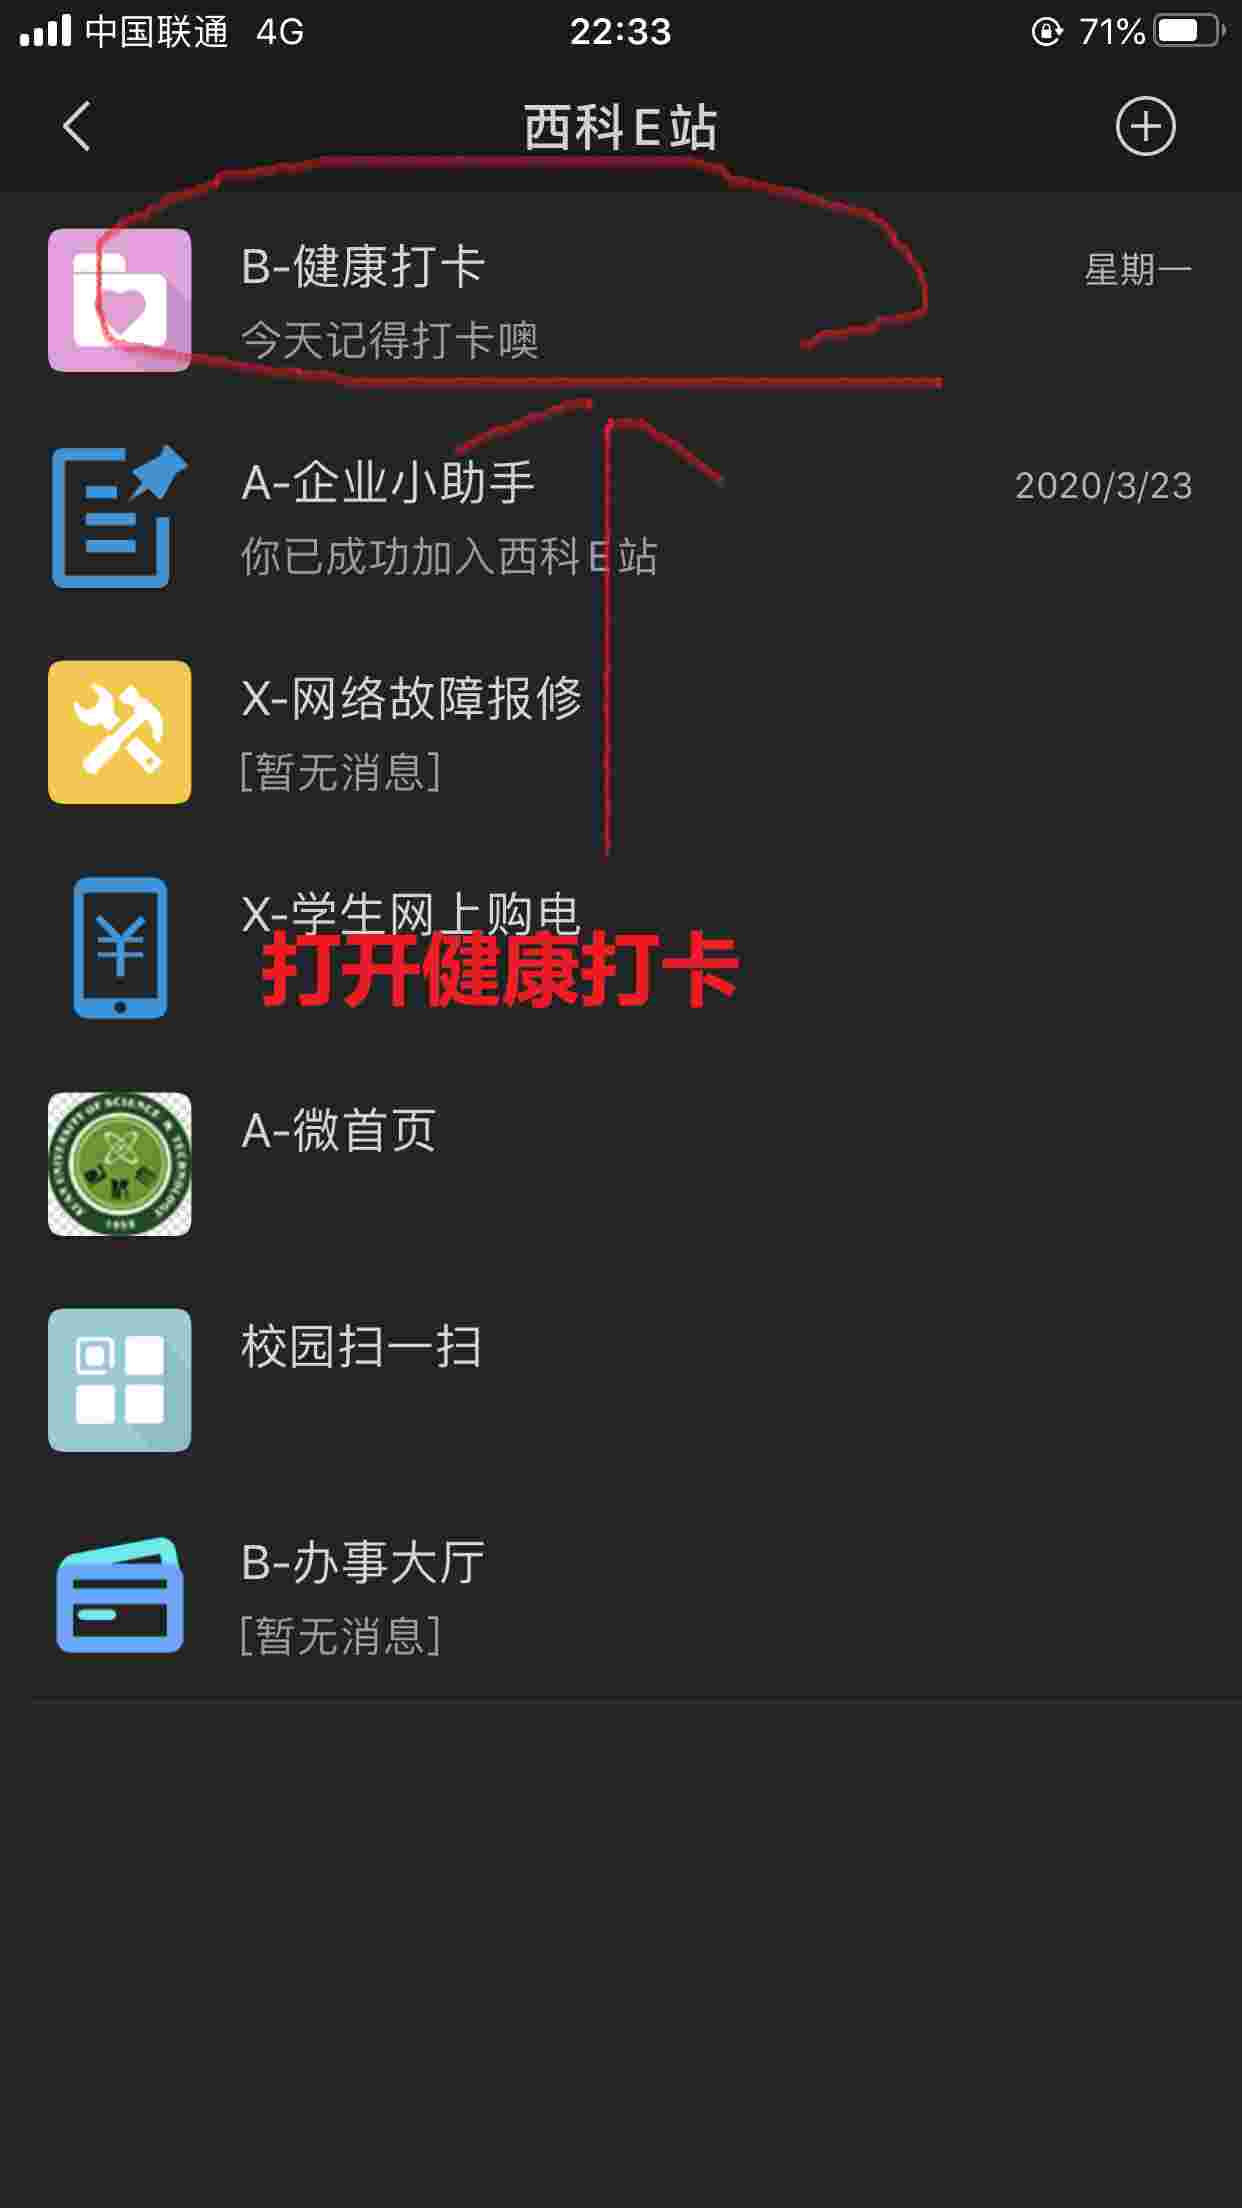 中国联通 4G 22:33 71%
西科E站
B-健康打卡 星期一
今天记得打卡噢
A-企业小助手 2020/3/23
你已成功加入西科E站
X-网络故障报修
[暂无消息]
X-学生网上购电
打开健康打卡
A-微首页
UNIVERSITY OF SCIENCE & TECHNOLOGY
校园扫一扫
B-办事大厅
[暂无消息]